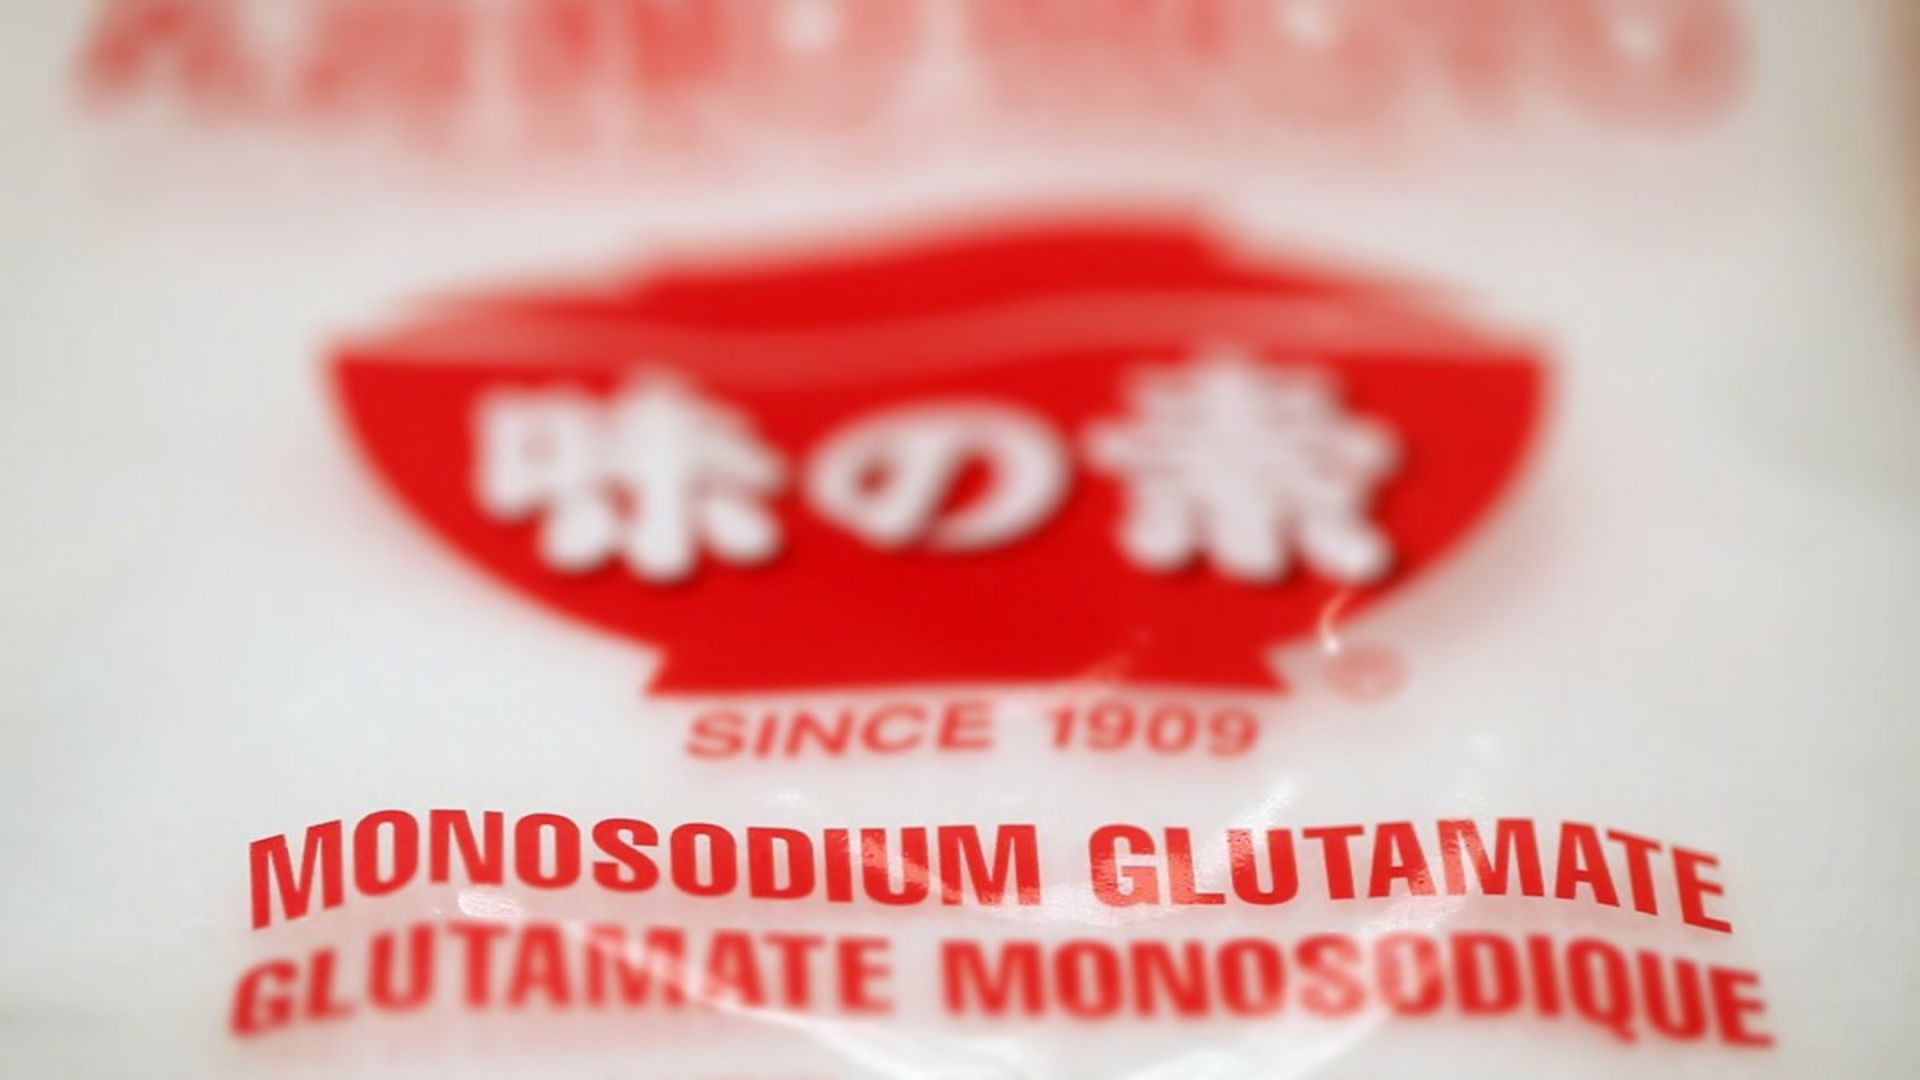 味の素
SINCE 1909
MONOSODIUM GLUTAMATE
GLUTAMATE MONOSODIQUE